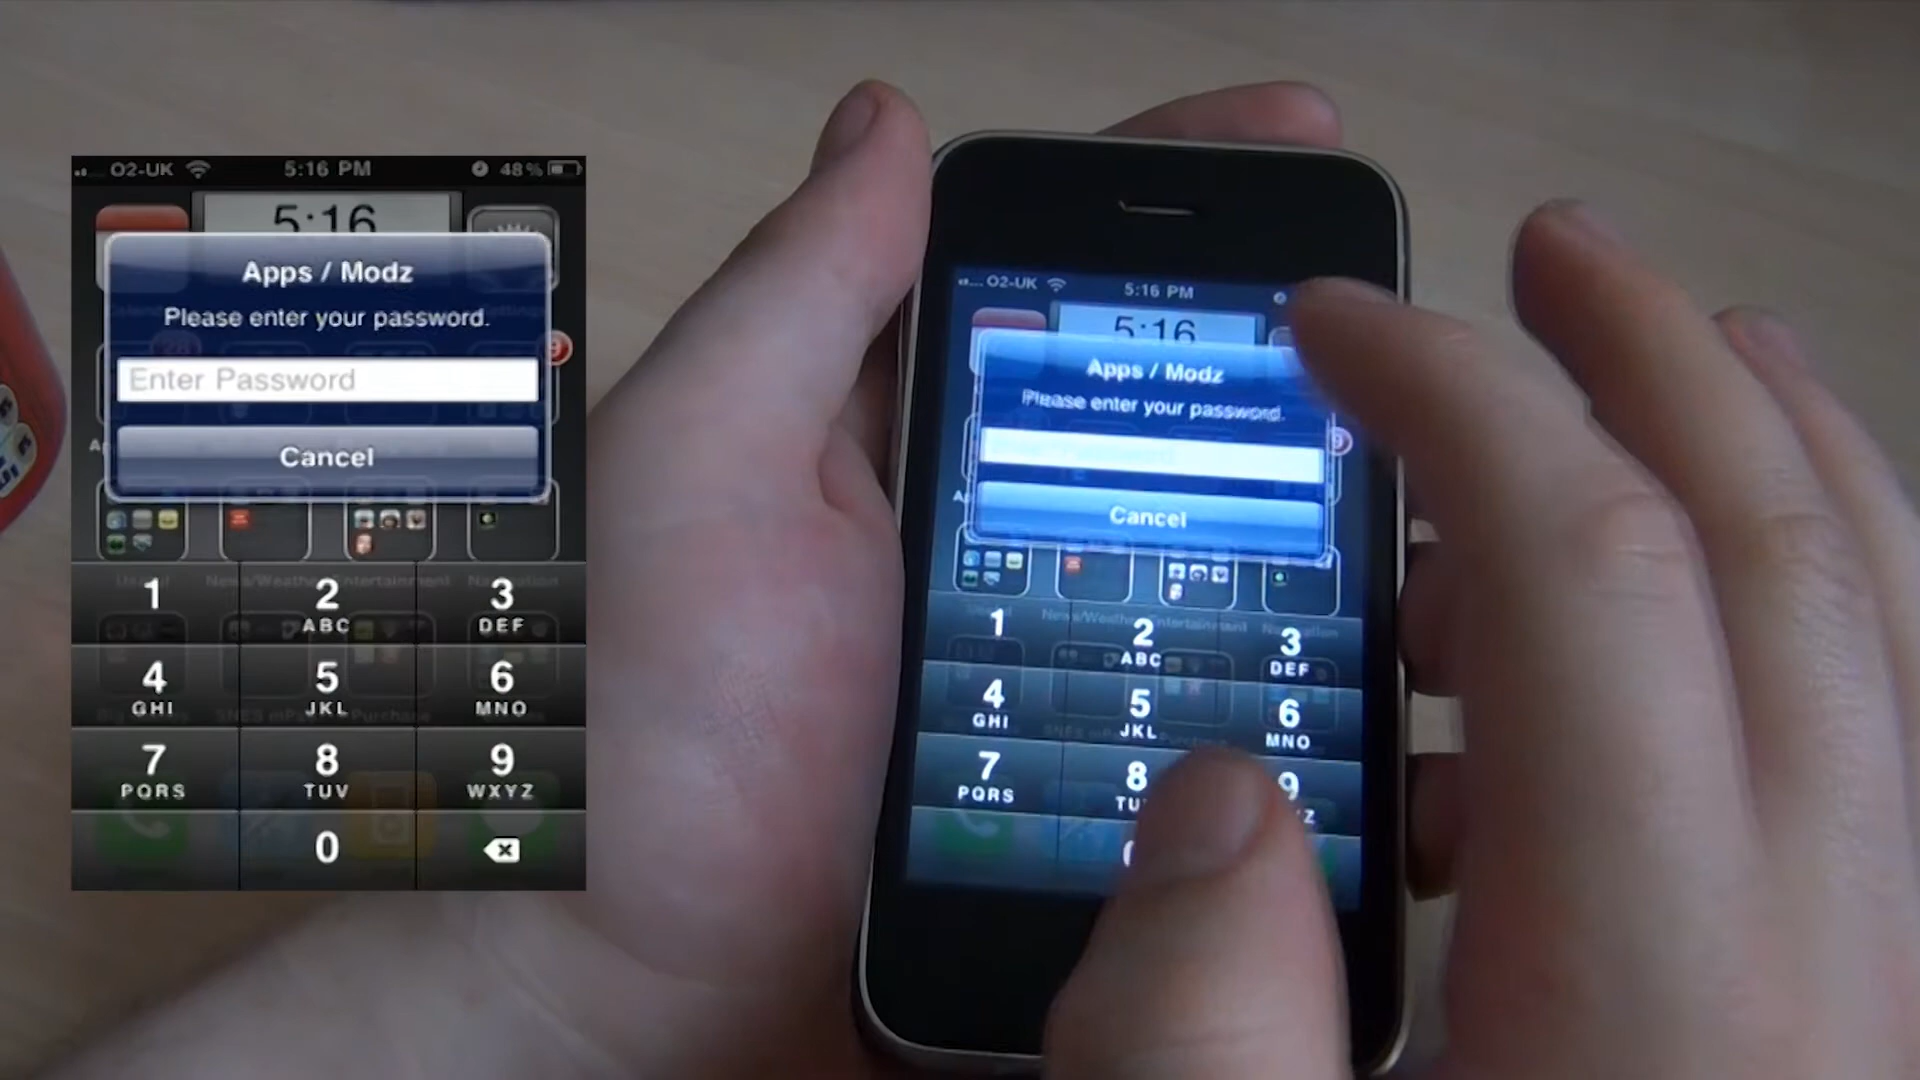 O2-UK 5:16 PM 48%
5:16
Apps / Modz
Please enter your password.
9
Enter Password
Cancel
1 2 ABC 3 DEF
4 GHI 5 JKL 6 MNO
7 PQRS 8 TUV 9 WXYZ
0
O2-UK 5:16 PM
5:16
Apps / Modz
Please enter your password.
9
Cancel
1 2 ABC 3 DEF
4 GHI 5 JKL 6 MNO
7 PQRS 8 TU 9 Z